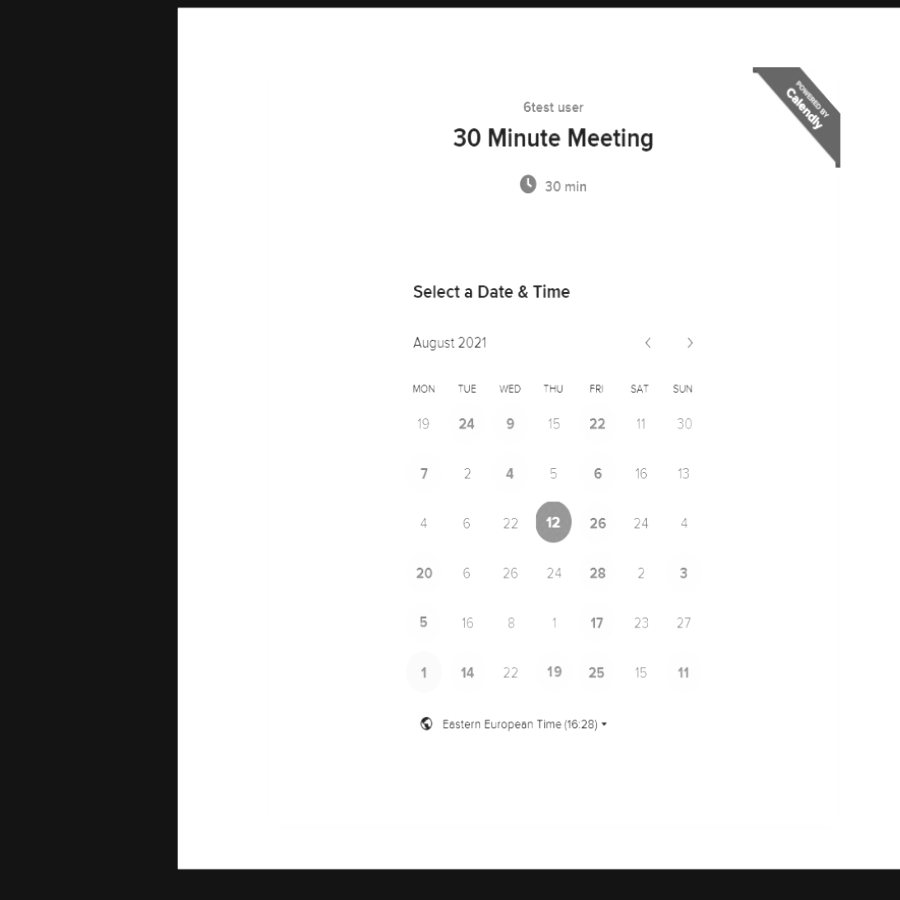 POWERED BY
Calendly
6test user
30 Minute Meeting
30 min
Select a Date & Time
August 2021
MON TUE WED THU FRI SAT SUN
19 24 9 15 22 11 30
7 2 4 5 6 16 13
4 6 22 12 26 24 4
20 6 26 24 28 2 3
5 16 8 1 17 23 27
1 14 22 19 25 15 11
Eastern European Time (16:28)